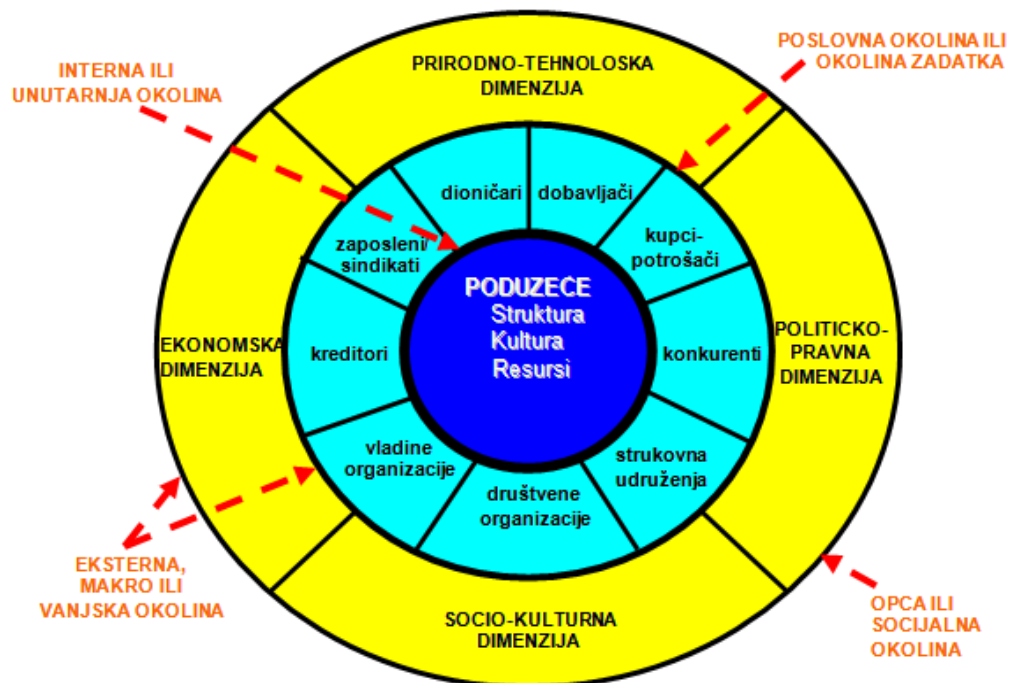 INTERNA ILI
UNUTARNJA OKOLINA
PRIRODNO-TEHNOLOSKA
DIMENZIJA
POSLOVNA OKOLINA ILI
OKOLINA ZADATKA
dioničari
dobavljači
zaposleni/
sindikati
kupci-
potrošači
PODUZEĆE
Struktura
Kultura
Resursi
EKONOMSKA
DIMENZIJA
kreditori
konkurenti
POLITICKO-
PRAVNA
DIMENZIJA
vladine
organizacije
strukovna
udruženja
društvene
organizacije
EKSTERNA,
MAKRO ILI
VANJSKA OKOLINA
SOCIO-KULTURNA
DIMENZIJA
OPCA ILI
SOCIJALNA
OKOLINA